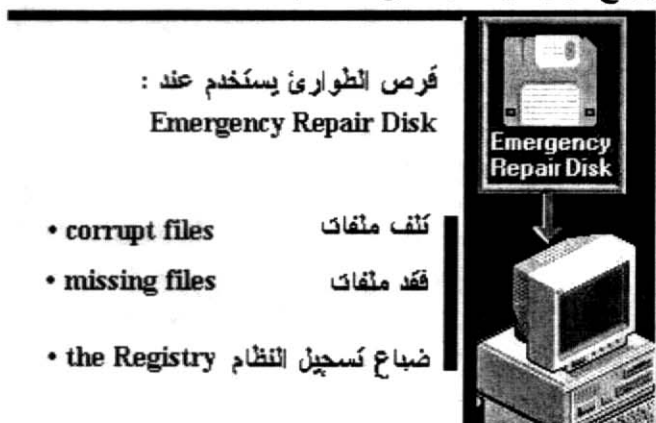 قرص الطوارئ يستخدم عند :
Emergency Repair Disk
Emergency
Repair Disk
تلف ملفات • corrupt files
فقد ملفات • missing files
ضياع تسجيل النظام • the Registry